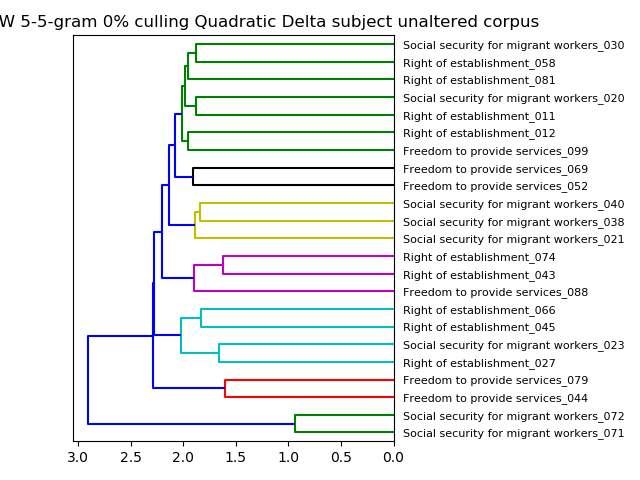 W 5-5-gram 0% culling Quadratic Delta subject unaltered corpus
Social security for migrant workers_030
Right of establishment_058
Right of establishment_081
Social security for migrant workers_020
Right of establishment_011
Right of establishment_012
Freedom to provide services_099
Freedom to provide services_069
Freedom to provide services_052
Social security for migrant workers_040
Social security for migrant workers_038
Social security for migrant workers_021
Right of establishment_074
Right of establishment_043
Freedom to provide services_088
Right of establishment_066
Right of establishment_045
Social security for migrant workers_023
Right of establishment_027
Freedom to provide services_079
Freedom to provide services_044
Social security for migrant workers_072
Social security for migrant workers_071
3.0 2.5 2.0 1.5 1.0 0.5 0.0